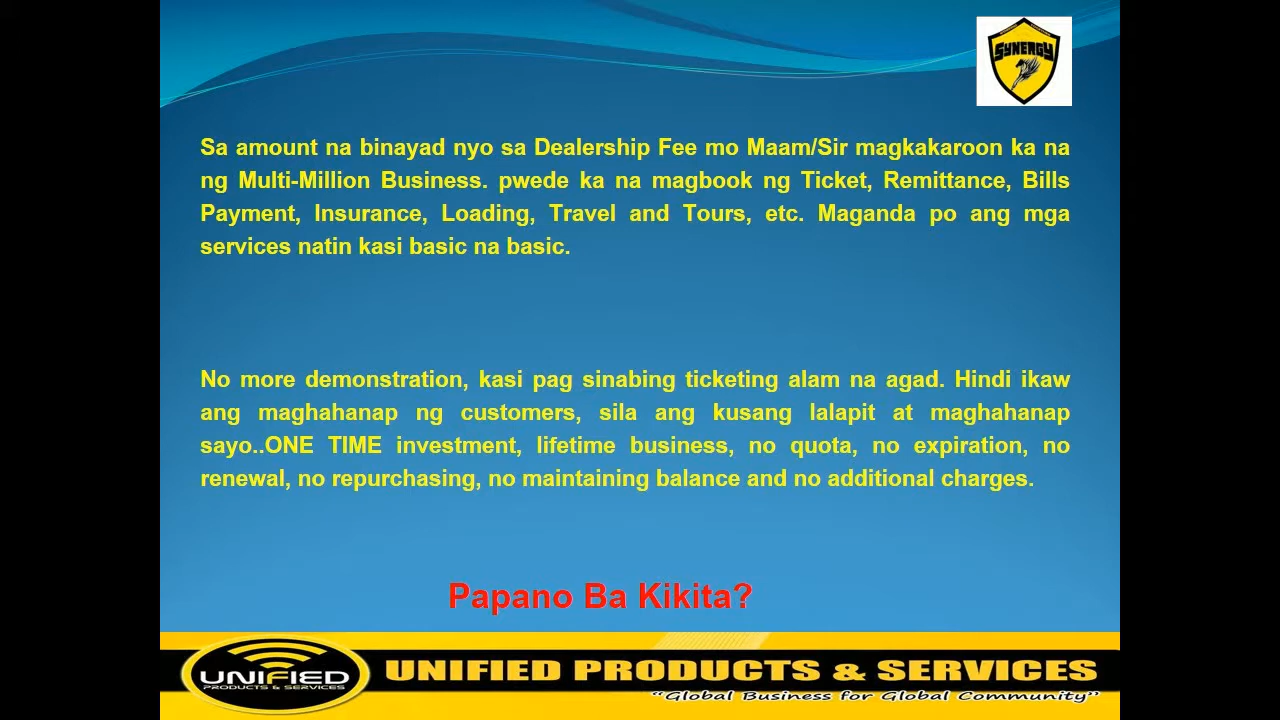 SYNERGY
Sa amount na binayad nyo sa Dealership Fee mo Maam/Sir magkakaroon ka na
ng Multi-Million Business. pwede ka na magbook ng Ticket, Remittance, Bills
Payment, Insurance, Loading, Travel and Tours, etc. Maganda po ang mga
services natin kasi basic na basic.
No more demonstration, kasi pag sinabing ticketing alam na agad. Hindi ikaw
ang maghahanap ng customers, sila ang kusang lalapit at maghahanap
sayo..ONE TIME investment, lifetime business, no quota, no expiration, no
renewal, no repurchasing, no maintaining balance and no additional charges.
Papano Ba Kikita?
UNIFIED
PRODUCTS & SERVICES
UNIFIED PRODUCTS & SERVICES
“Global Business for Global Community”